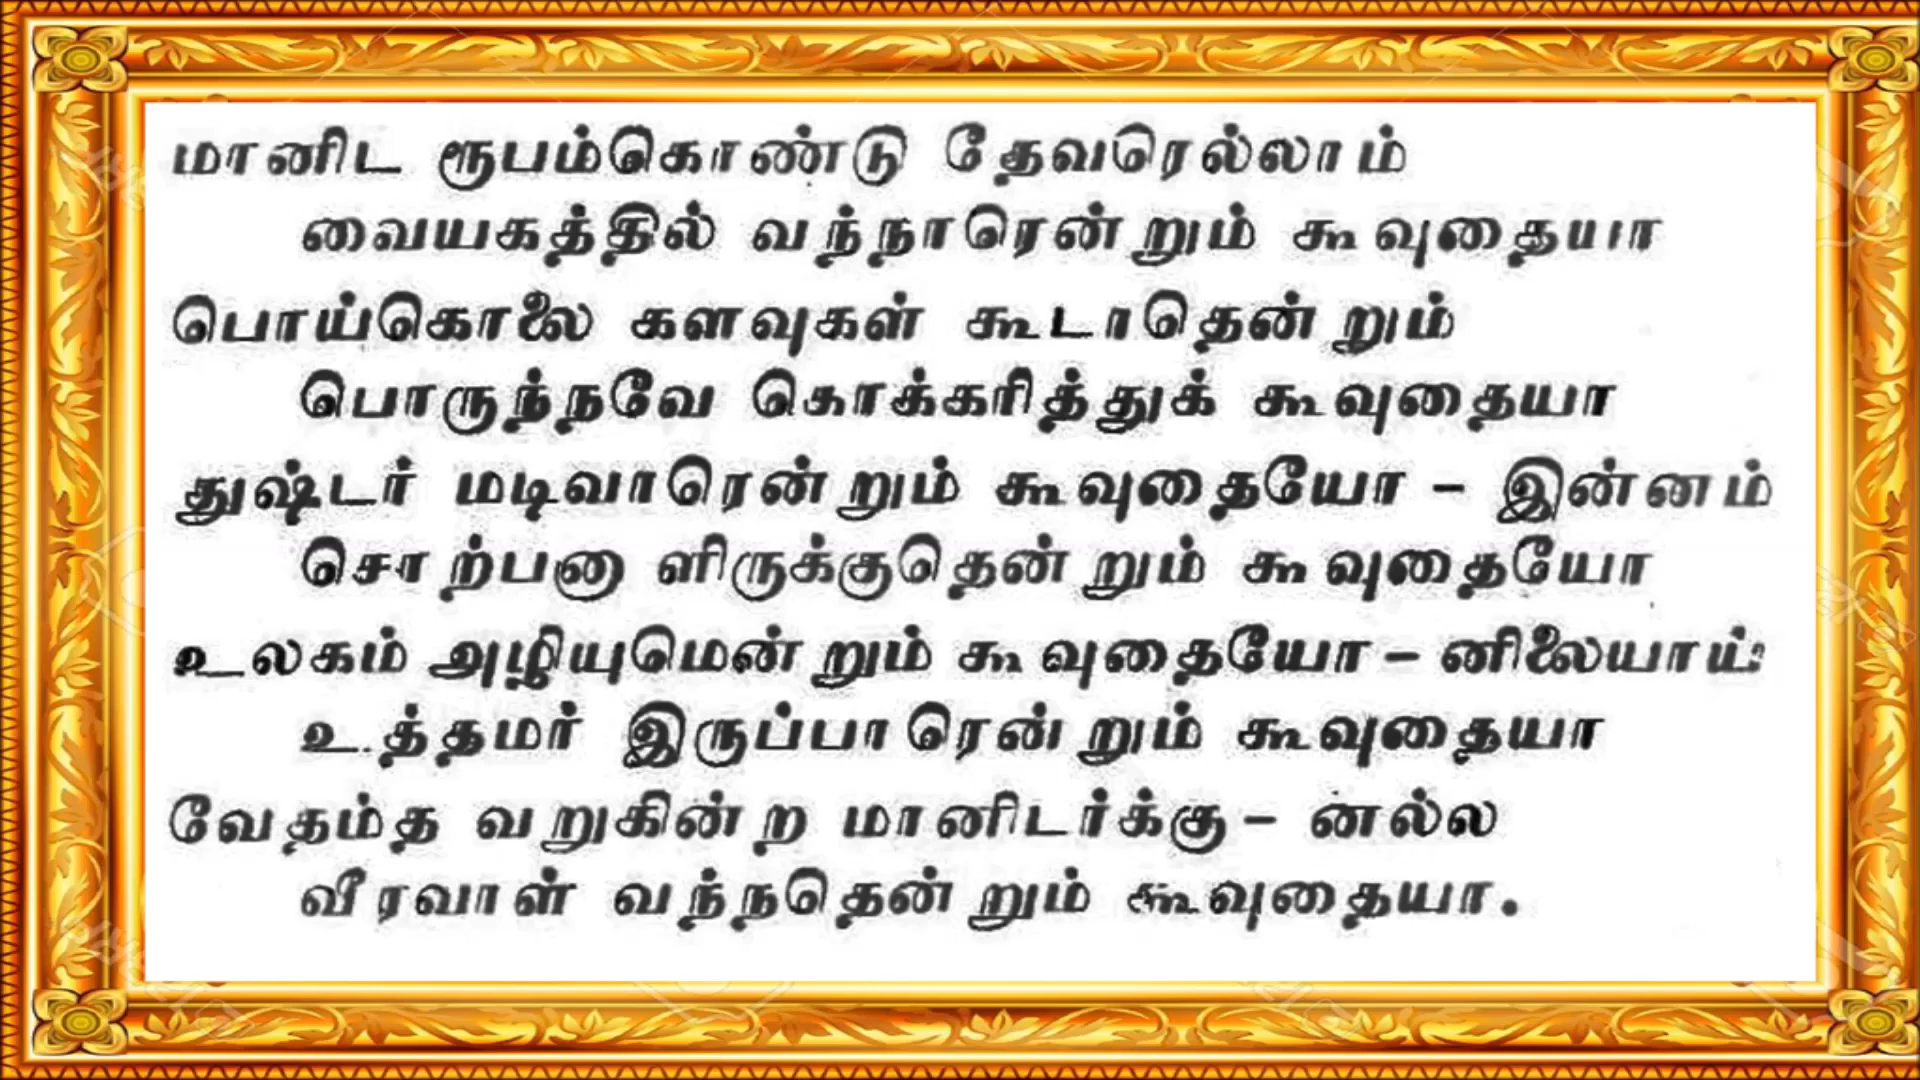 மானிட ரூபம்கொண்டு தேவரெல்லாம்
வையகத்தில் வந்நாரென்றும் கூவுதையா
பொய்கொலை களவுகள் கூடாதென்றும்
பொருந்நவே கொக்கரித்துக் கூவுதையா
துஷ்டர் மடிவாரென்றும் கூவுதையோ - இன்னம்
சொற்பனா ளிருக்குதென்றும் கூவுதையோ
உலகம் அழியுமென்றும் கூவுதையோ - னிலையாய்
உத்தமர் இருப்பாரென்றும் கூவுதையா
வேதம்த வறுகின்ற மானிடர்க்கு - னல்ல
வீரவாள் வந்நதென்றும் கூவுதையா.